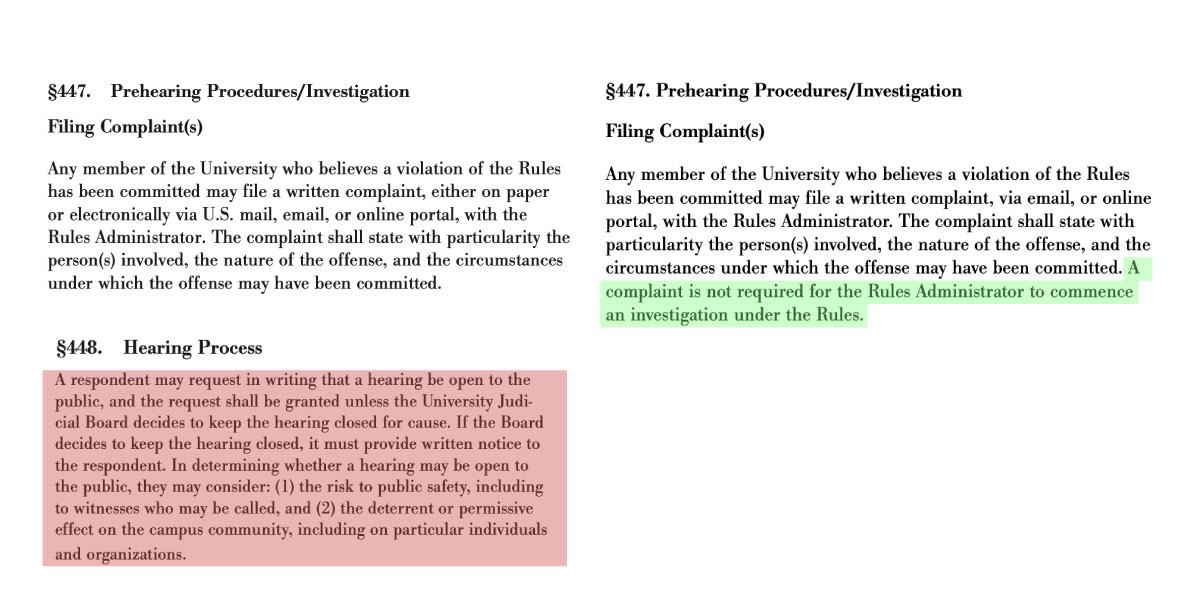 §447. Prehearing Procedures/Investigation
Filing Complaint(s)
Any member of the University who believes a violation of the Rules
has been committed may file a written complaint, either on paper
or electronically via U.S. mail, email, or online portal, with the
Rules Administrator. The complaint shall state with particularity the
person(s) involved, the nature of the offense, and the circumstances
under which the offense may have been committed.
§448. Hearing Process
A respondent may request in writing that a hearing be open to the
public, and the request shall be granted unless the University Judi-
cial Board decides to keep the hearing closed for cause. If the Board
decides to keep the hearing closed, it must provide written notice to
the respondent. In determining whether a hearing may be open to
the public, they may consider: (1) the risk to public safety, including
to witnesses who may be called, and (2) the deterrent or permissive
effect on the campus community, including on particular individuals
and organizations.
§447. Prehearing Procedures/Investigation
Filing Complaint(s)
Any member of the University who believes a violation of the Rules
has been committed may file a written complaint, via email, or online
portal, with the Rules Administrator. The complaint shall state with
particularity the person(s) involved, the nature of the offense, and the
circumstances under which the offense may have been committed. A
complaint is not required for the Rules Administrator to commence
an investigation under the Rules.